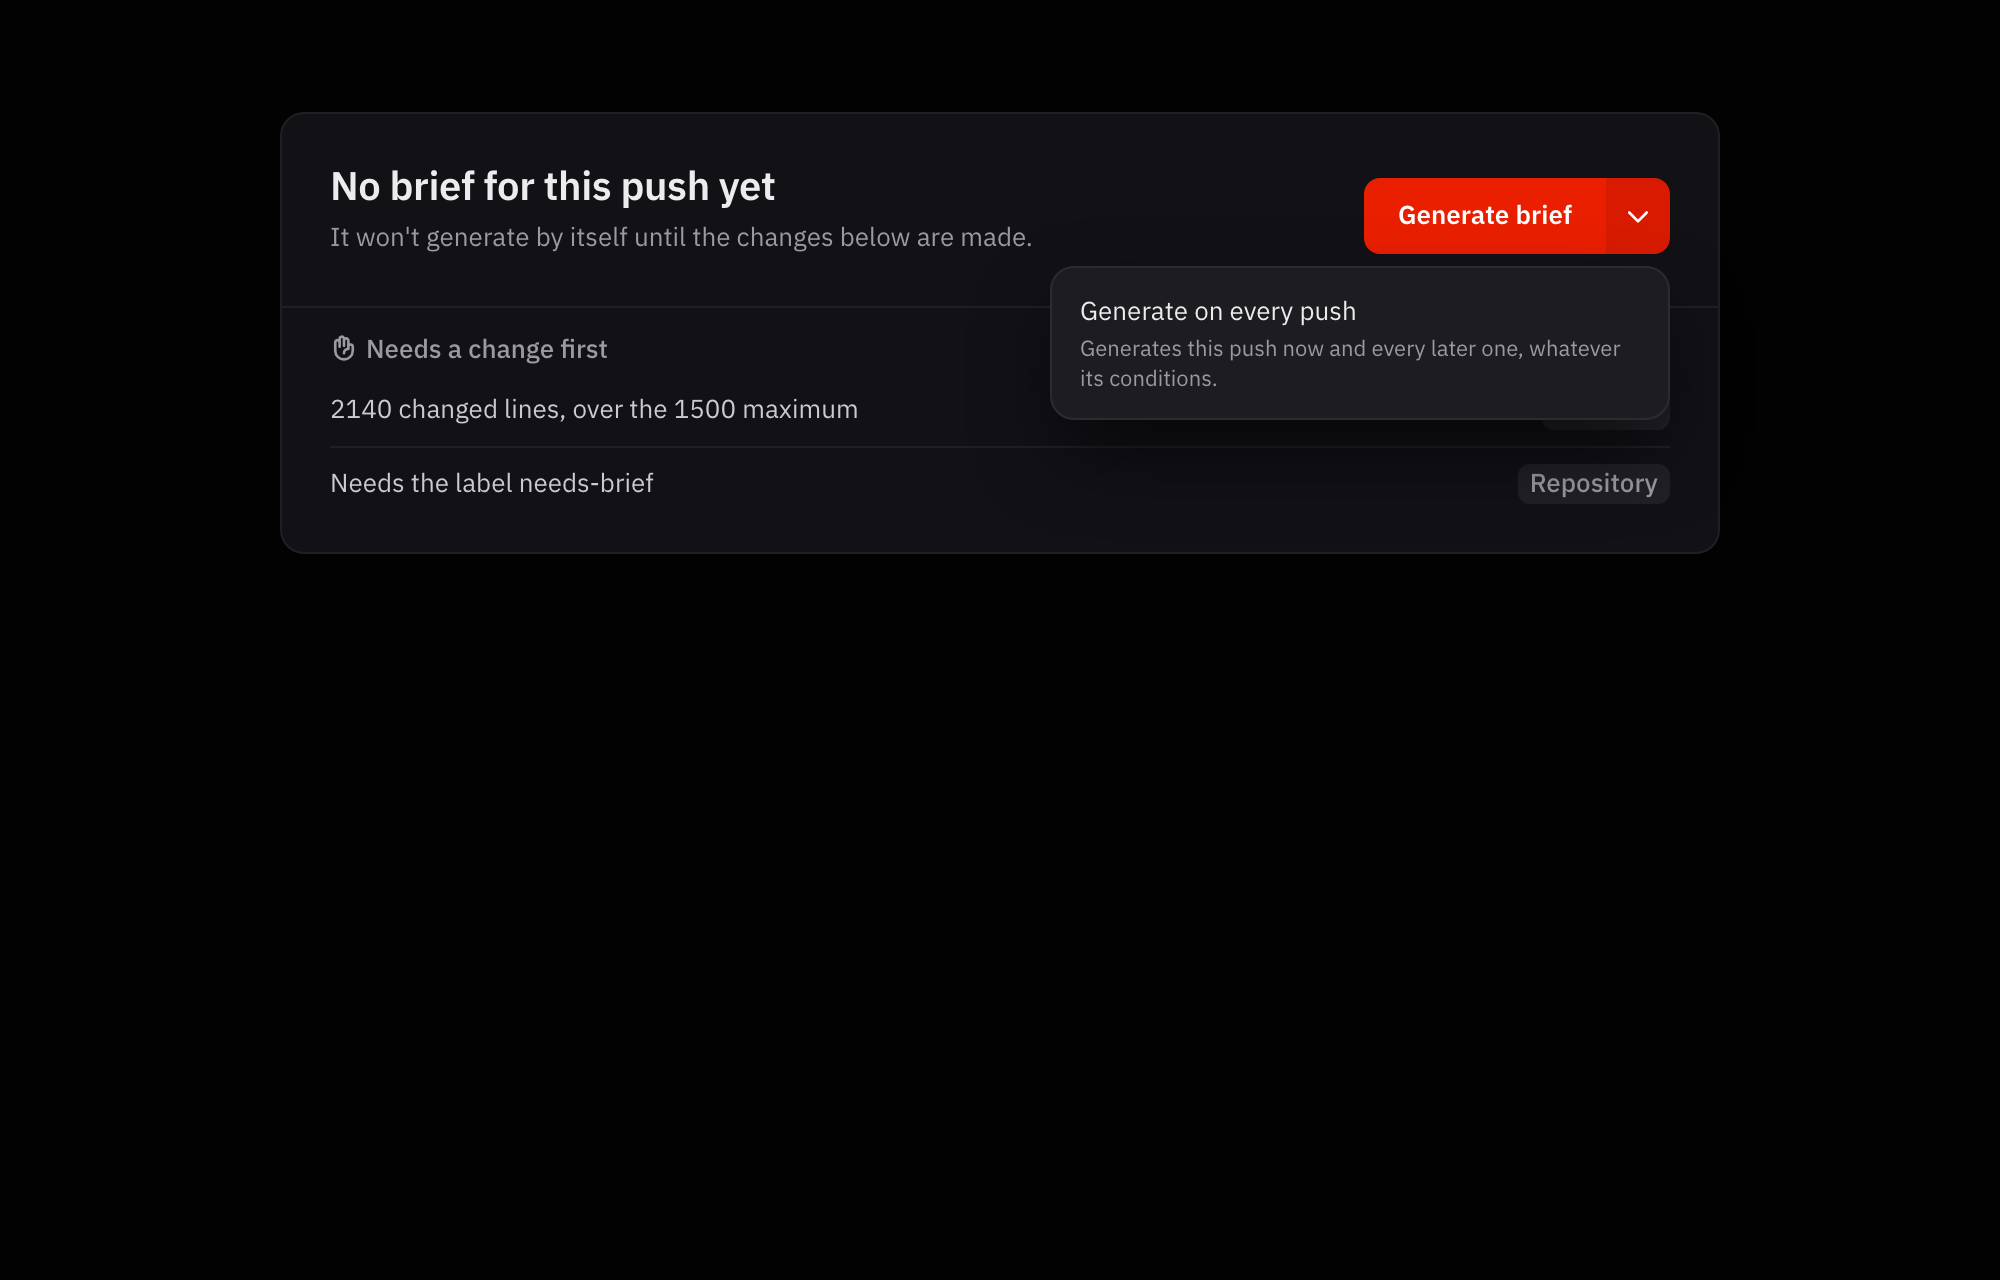 No brief for this push yet
It won't generate by itself until the changes below are made.
Generate brief
Generate on every push
Generates this push now and every later one, whatever
its conditions.
Needs a change first
2140 changed lines, over the 1500 maximum
Needs the label needs-brief
Repository